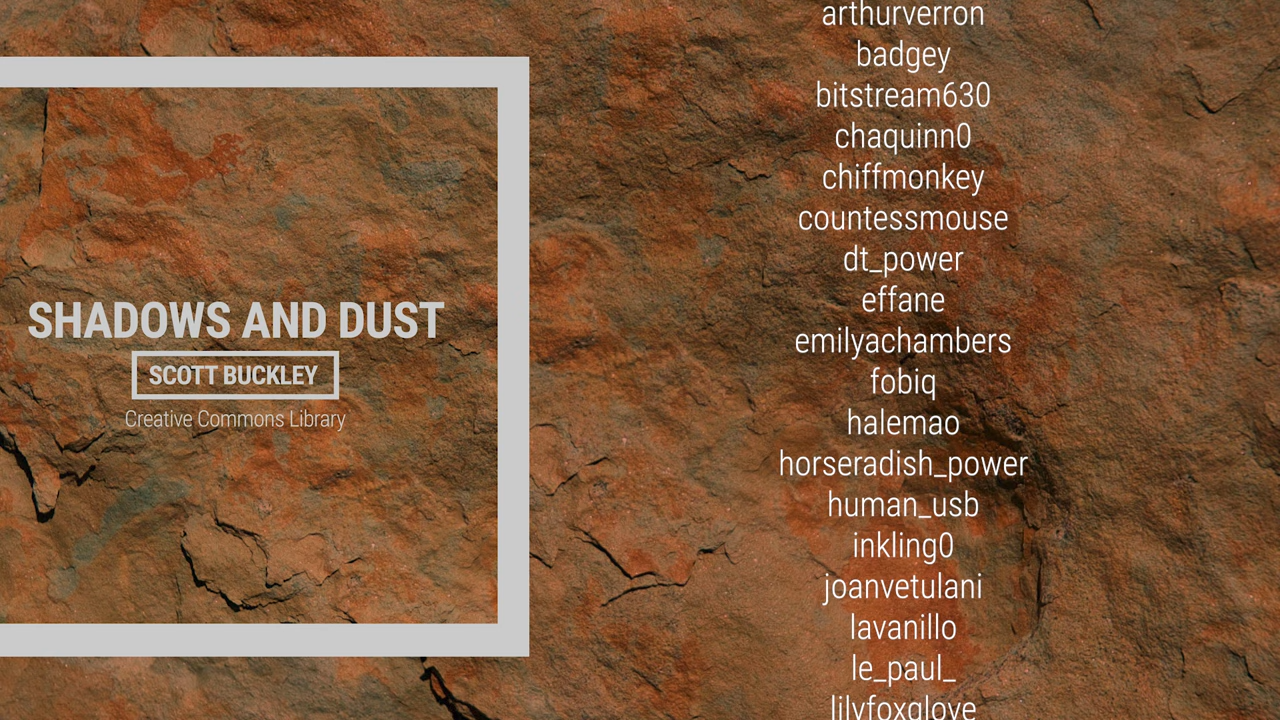 SHADOWS AND DUST
SCOTT BUCKLEY
Creative Commons Library
arthurverron
badgey
bitstream630
chaquinn0
chiffmonkey
countessmouse
dt_power
effane
emilyachambers
fobiq
halemao
horseradish_power
human_usb
inkling0
joanvetulani
lavanillo
le_paul_
lilyfoxglove